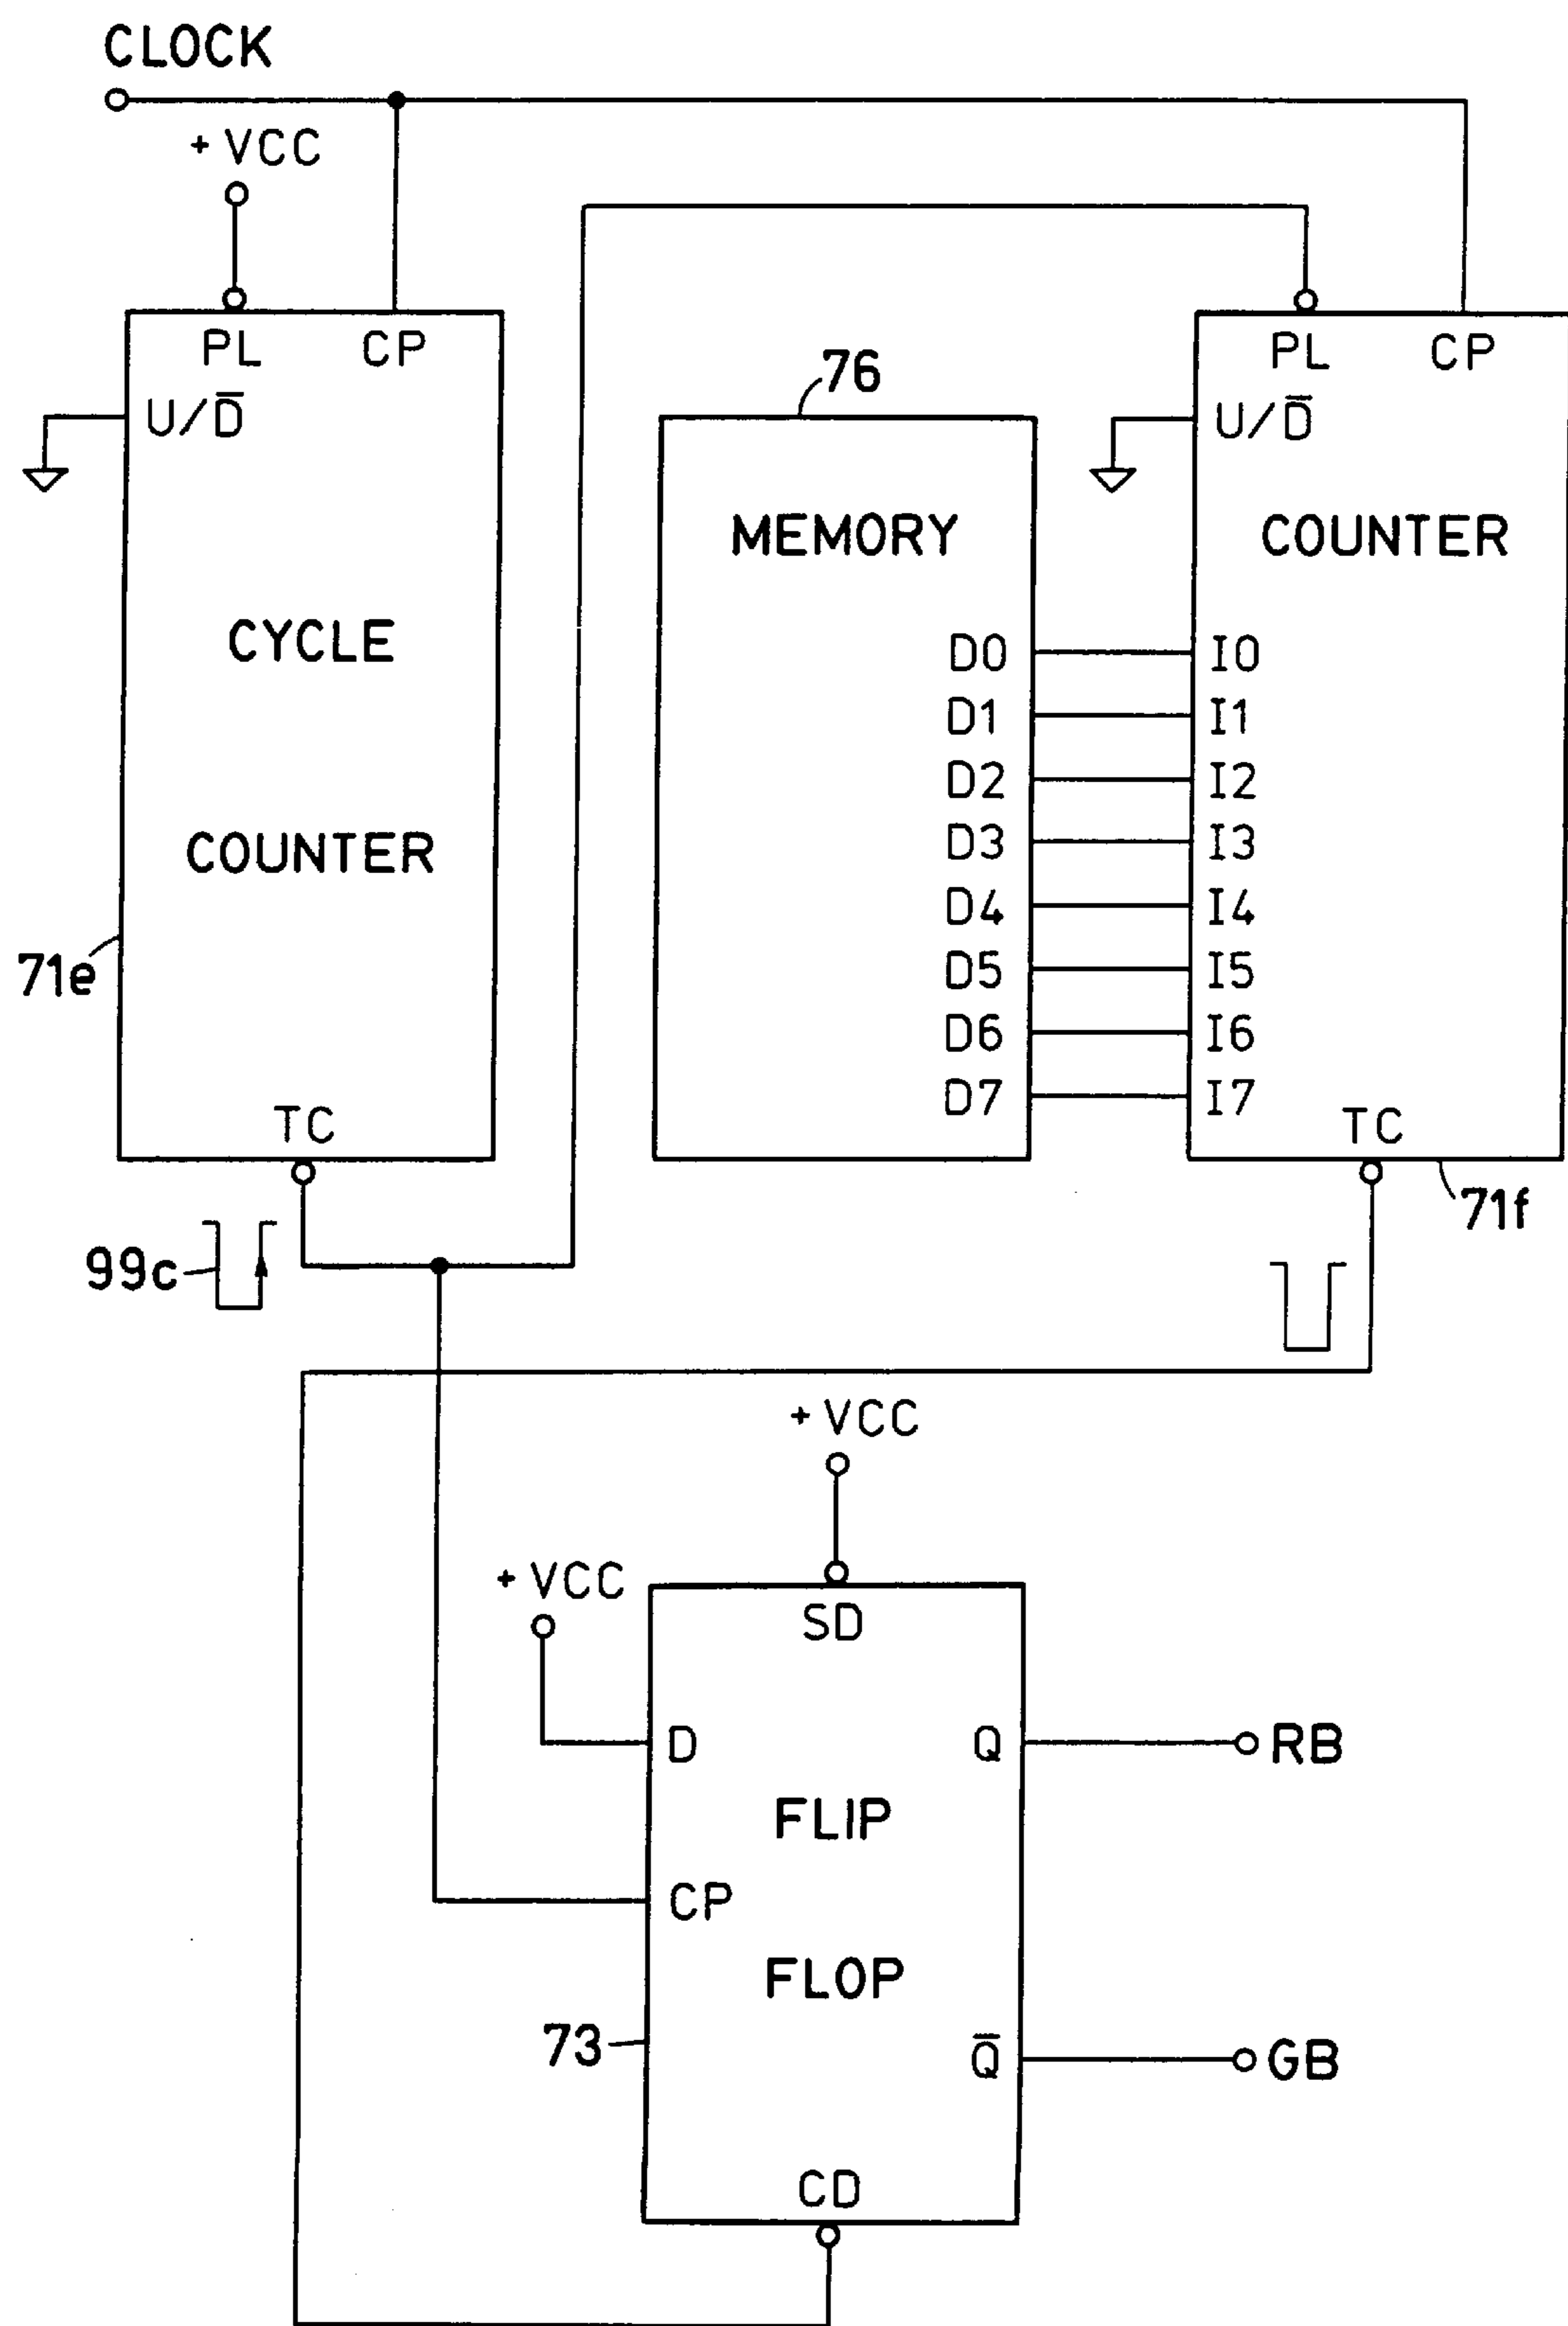 CLOCK
+ VCC
PL CP
U/D̅
CYCLE
COUNTER
71e
TC
99c
76
MEMORY
D0
D1
D2
D3
D4
D5
D6
D7
PL CP
U/D̅
COUNTER
I0
I1
I2
I3
I4
I5
I6
I7
TC
71f
+ VCC
+ VCC
SD
D
Q
RB
FLIP
CP
FLOP
73
Q̅
GB
CD